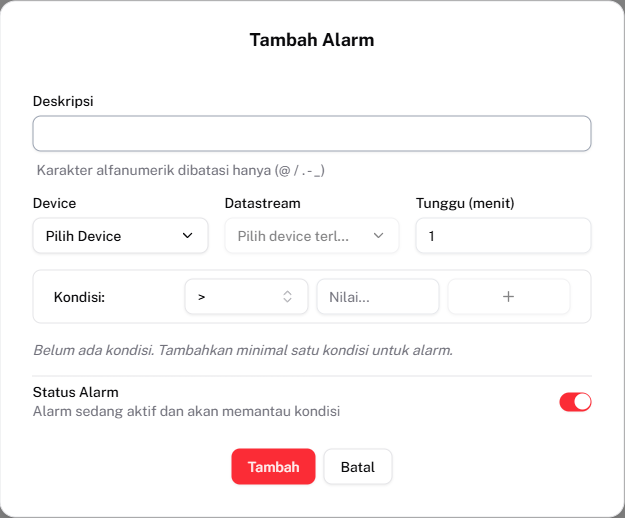 Tambah Alarm
Deskripsi
Karakter alfanumerik dibatasi hanya (@ / . - _)
Device Datastream Tunggu (menit)
Pilih Device Pilih device terl... 1
Kondisi: > Nilai... +
Belum ada kondisi. Tambahkan minimal satu kondisi untuk alarm.
Status Alarm
Alarm sedang aktif dan akan memantau kondisi
Tambah Batal